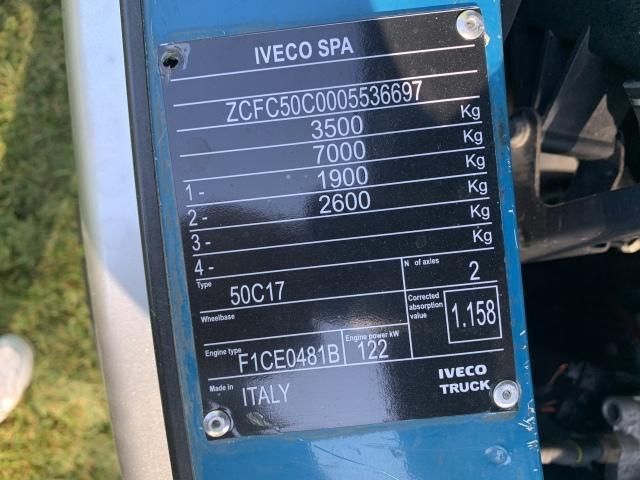 IVECO SPA
ZCFC50C0005536697
3500 Kg
7000 Kg
1- 1900 Kg
2- 2600 Kg
3- Kg
4- Kg
Type 50C17 N of axles 2
Wheelbase
Corrected absorption value 1.158
Engine type F1CE0481B Engine power kW 122
Made in ITALY
IVECO
TRUCK